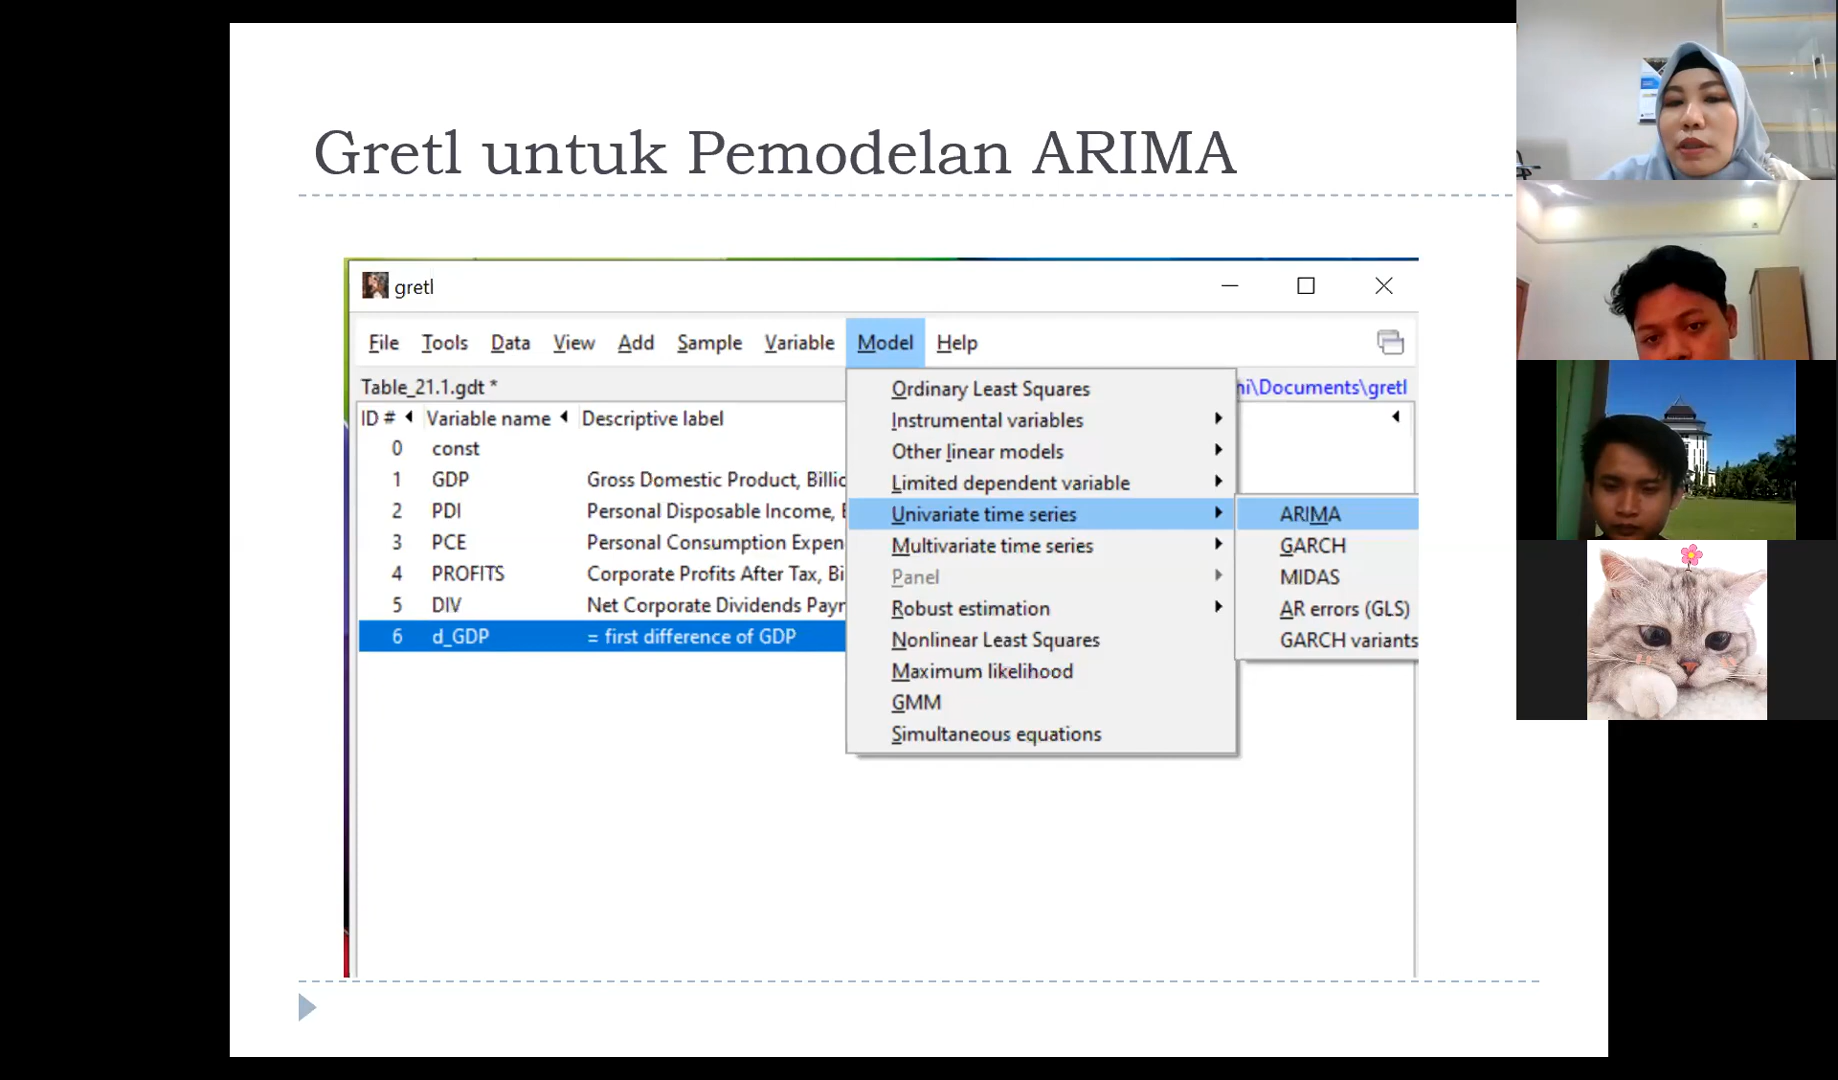 Gretl untuk Pemodelan ARIMA
gretl
File Tools Data View Add Sample Variable Model Help
Table_21.1.gdt * hi\Documents\gretl
ID # Variable name Descriptive label
0 const
1 GDP Gross Domestic Product, Billic
2 PDI Personal Disposable Income, E
3 PCE Personal Consumption Expen
4 PROFITS Corporate Profits After Tax, Bi
5 DIV Net Corporate Dividends Payr
6 d_GDP = first difference of GDP
Ordinary Least Squares
Instrumental variables
Other linear models
Limited dependent variable
Univariate time series
Multivariate time series
Panel
Robust estimation
Nonlinear Least Squares
Maximum likelihood
GMM
Simultaneous equations
ARIMA
GARCH
MIDAS
AR errors (GLS)
GARCH variants